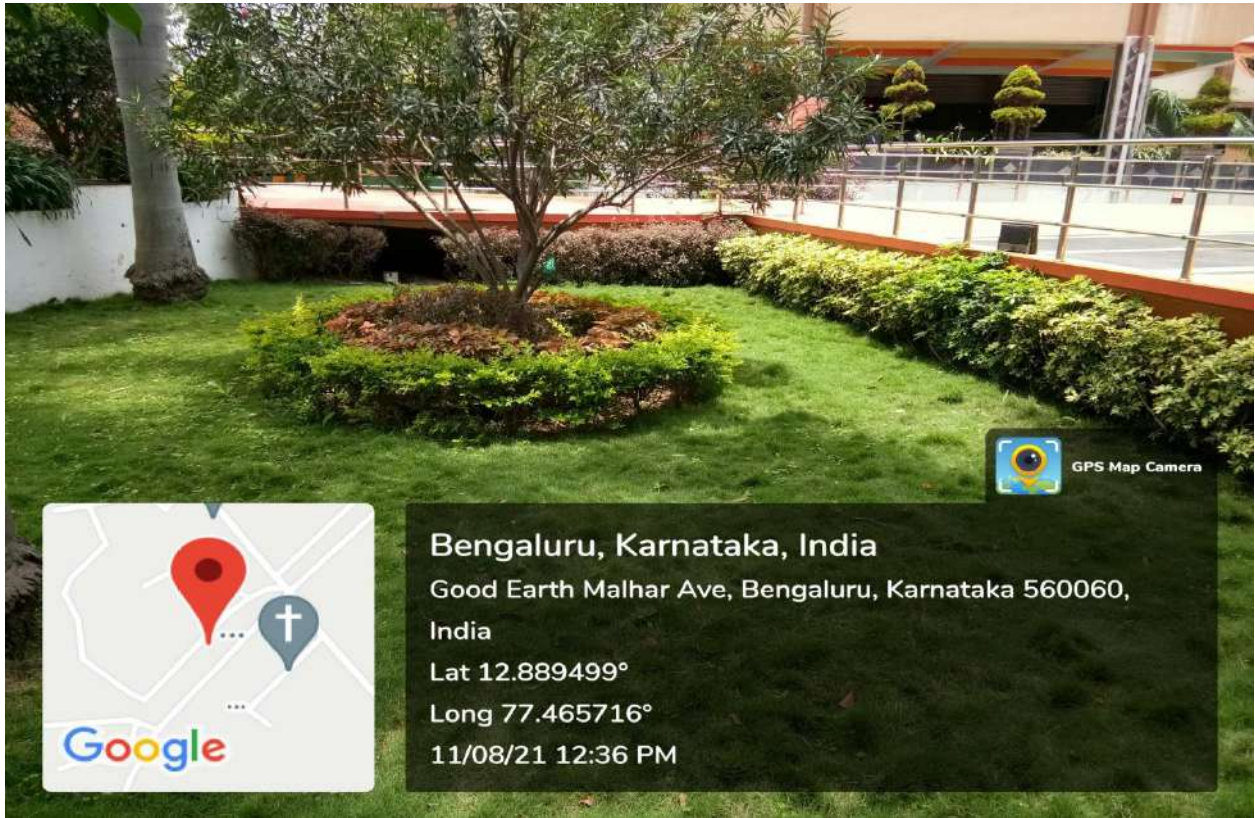 GPS Map Camera
Bengaluru, Karnataka, India
Good Earth Malhar Ave, Bengaluru, Karnataka 560060,
India
Lat 12.889499°
Long 77.465716°
11/08/21 12:36 PM
Google